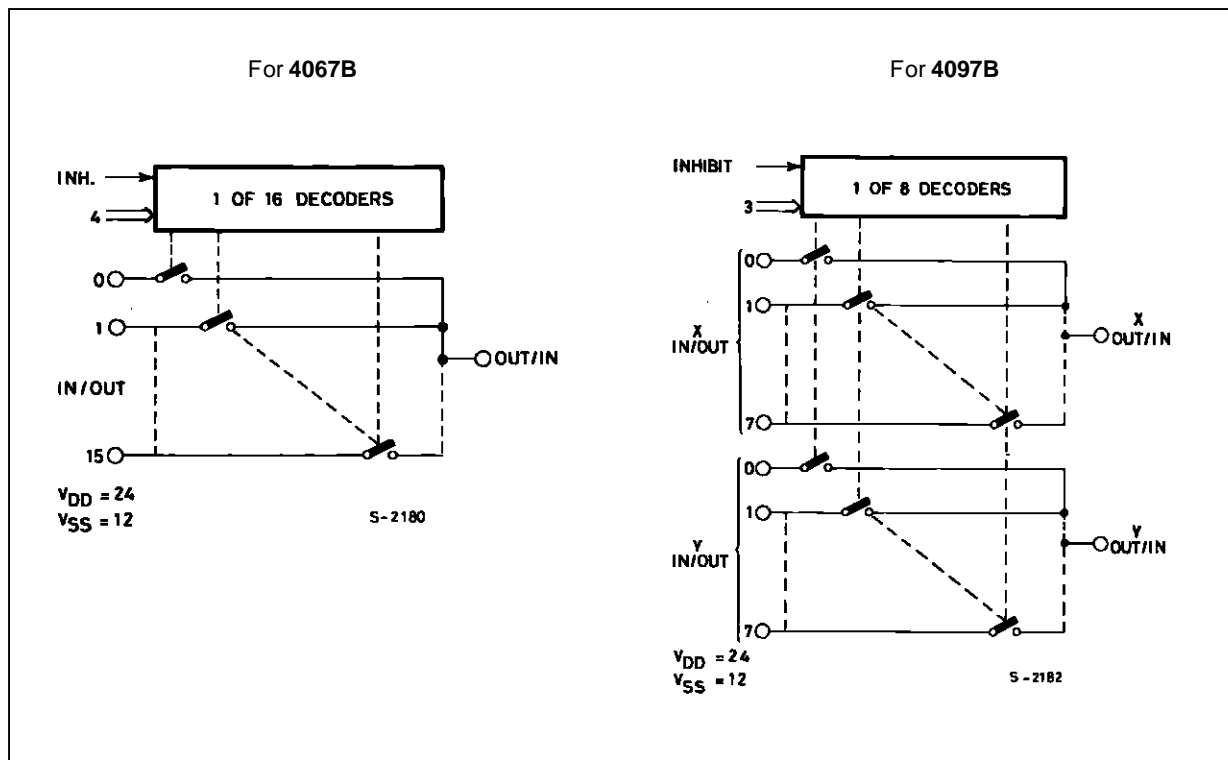 For 4067B
INH.
4
1 OF 16 DECODERS
0
1
IN/OUT
15
OUT/IN
VDD = 24
VSS = 12
S-2180
For 4097B
INHIBIT
3
1 OF 8 DECODERS
0
1
X
IN/OUT
7
X
OUT/IN
0
1
Y
IN/OUT
7
Y
OUT/IN
VDD = 24
VSS = 12
S-2182